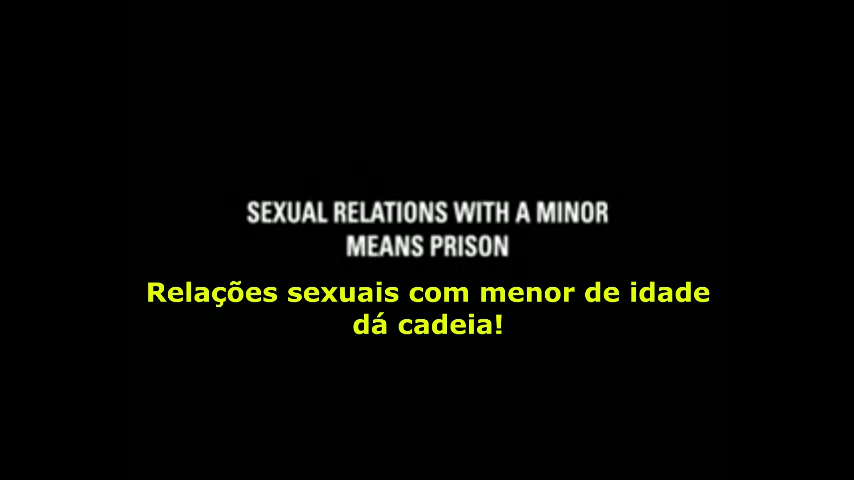 SEXUAL RELATIONS WITH A MINOR
MEANS PRISON
Relações sexuais com menor de idade
dá cadeia!